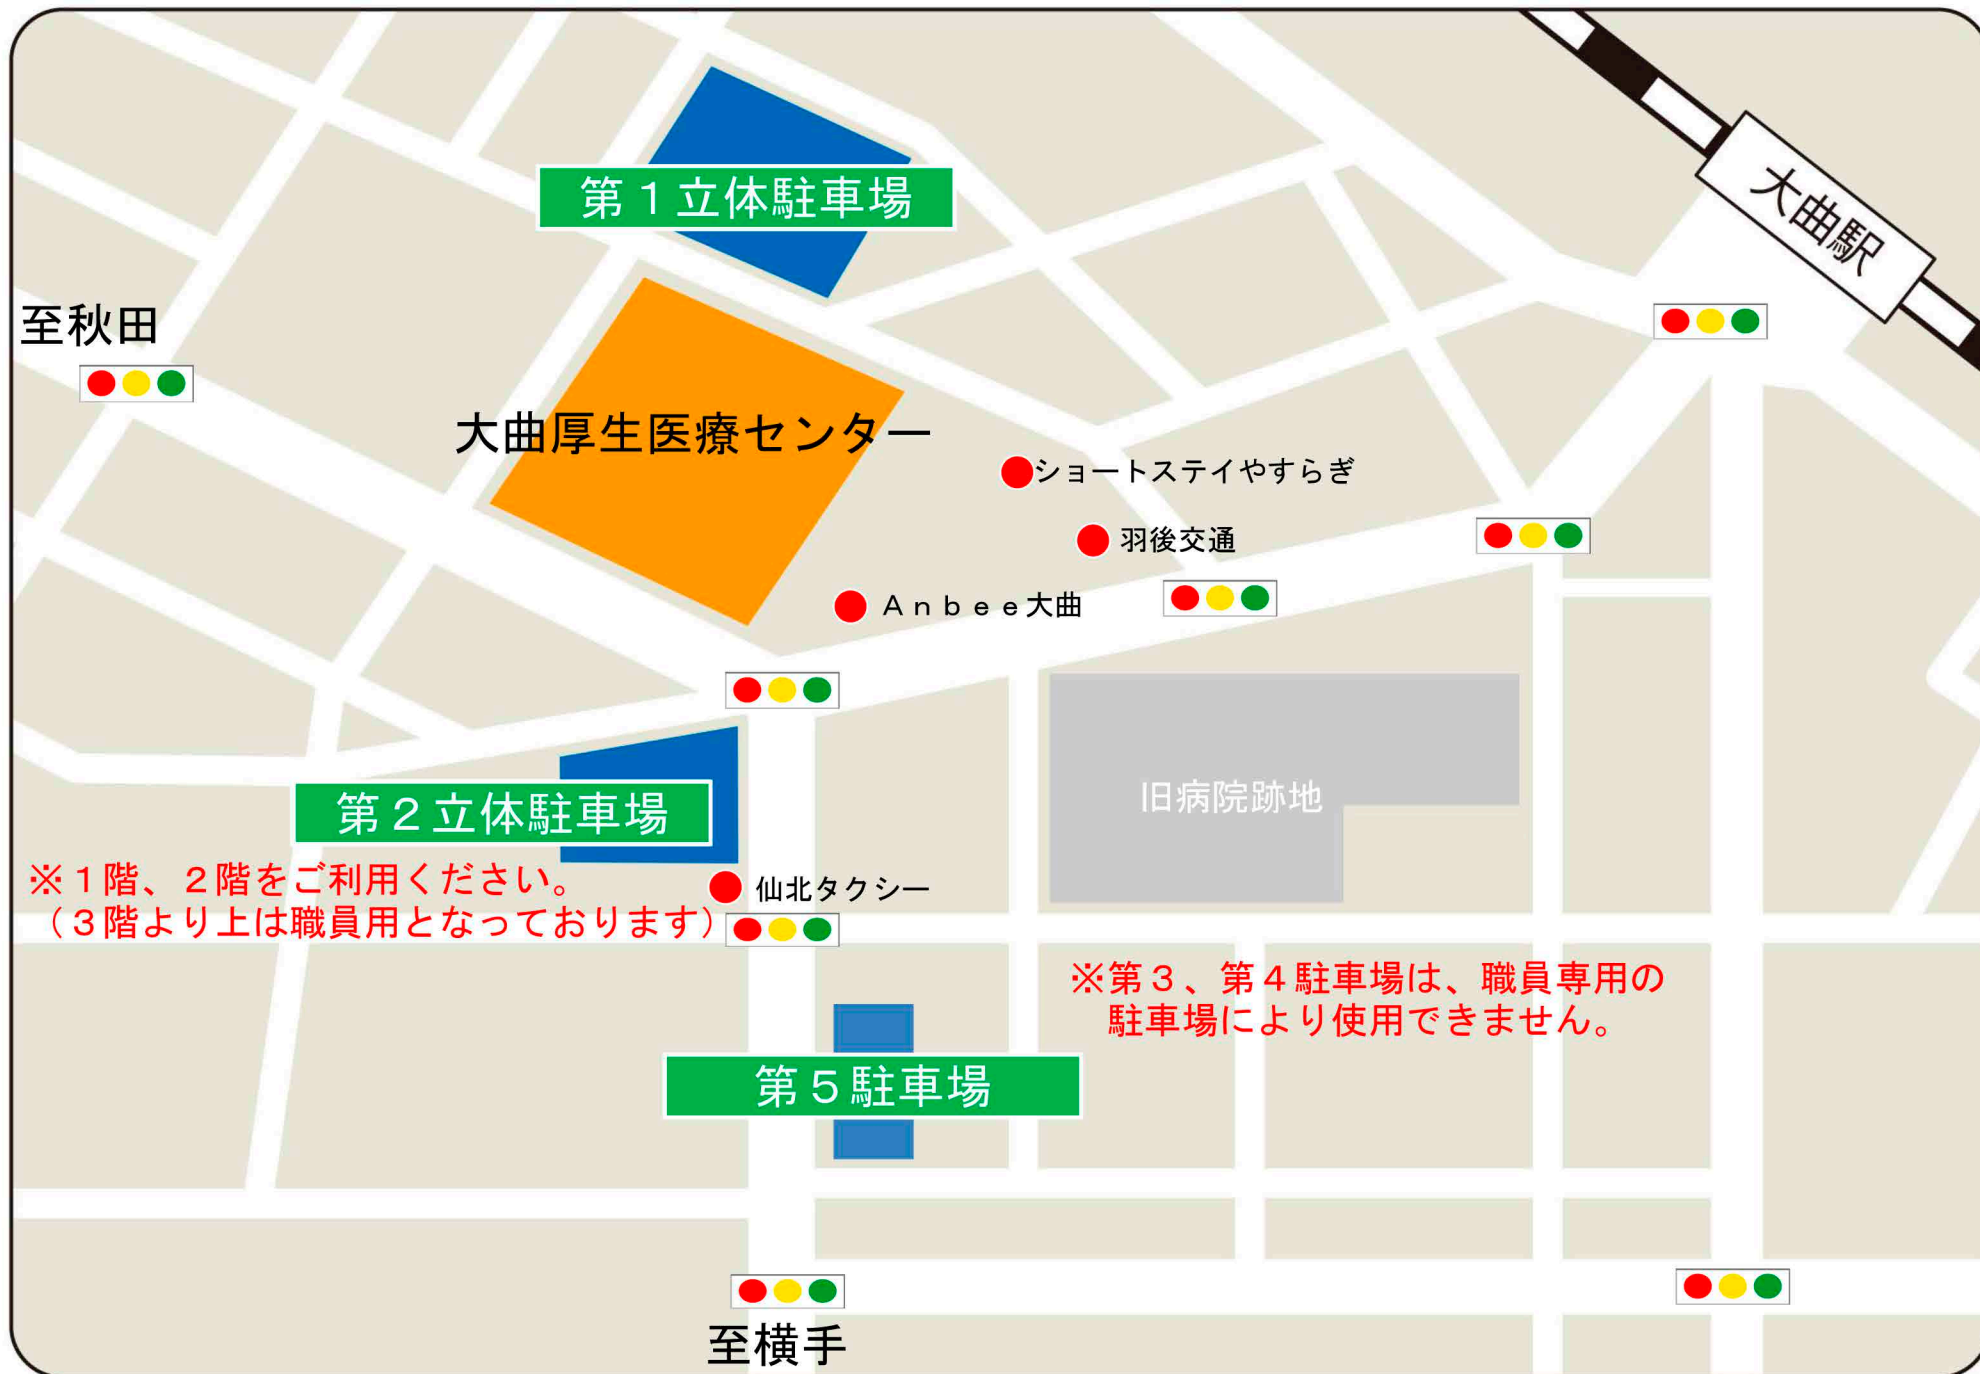 大曲駅
第１立体駐車場
至秋田
大曲厚生医療センター
ショートステイやすらぎ
羽後交通
Ａｎｂｅｅ大曲
旧病院跡地
第２立体駐車場
※１階、２階をご利用ください。
（３階より上は職員用となっております）
仙北タクシー
※第３、第４駐車場は、職員専用の
駐車場により使用できません。
第５駐車場
至横手